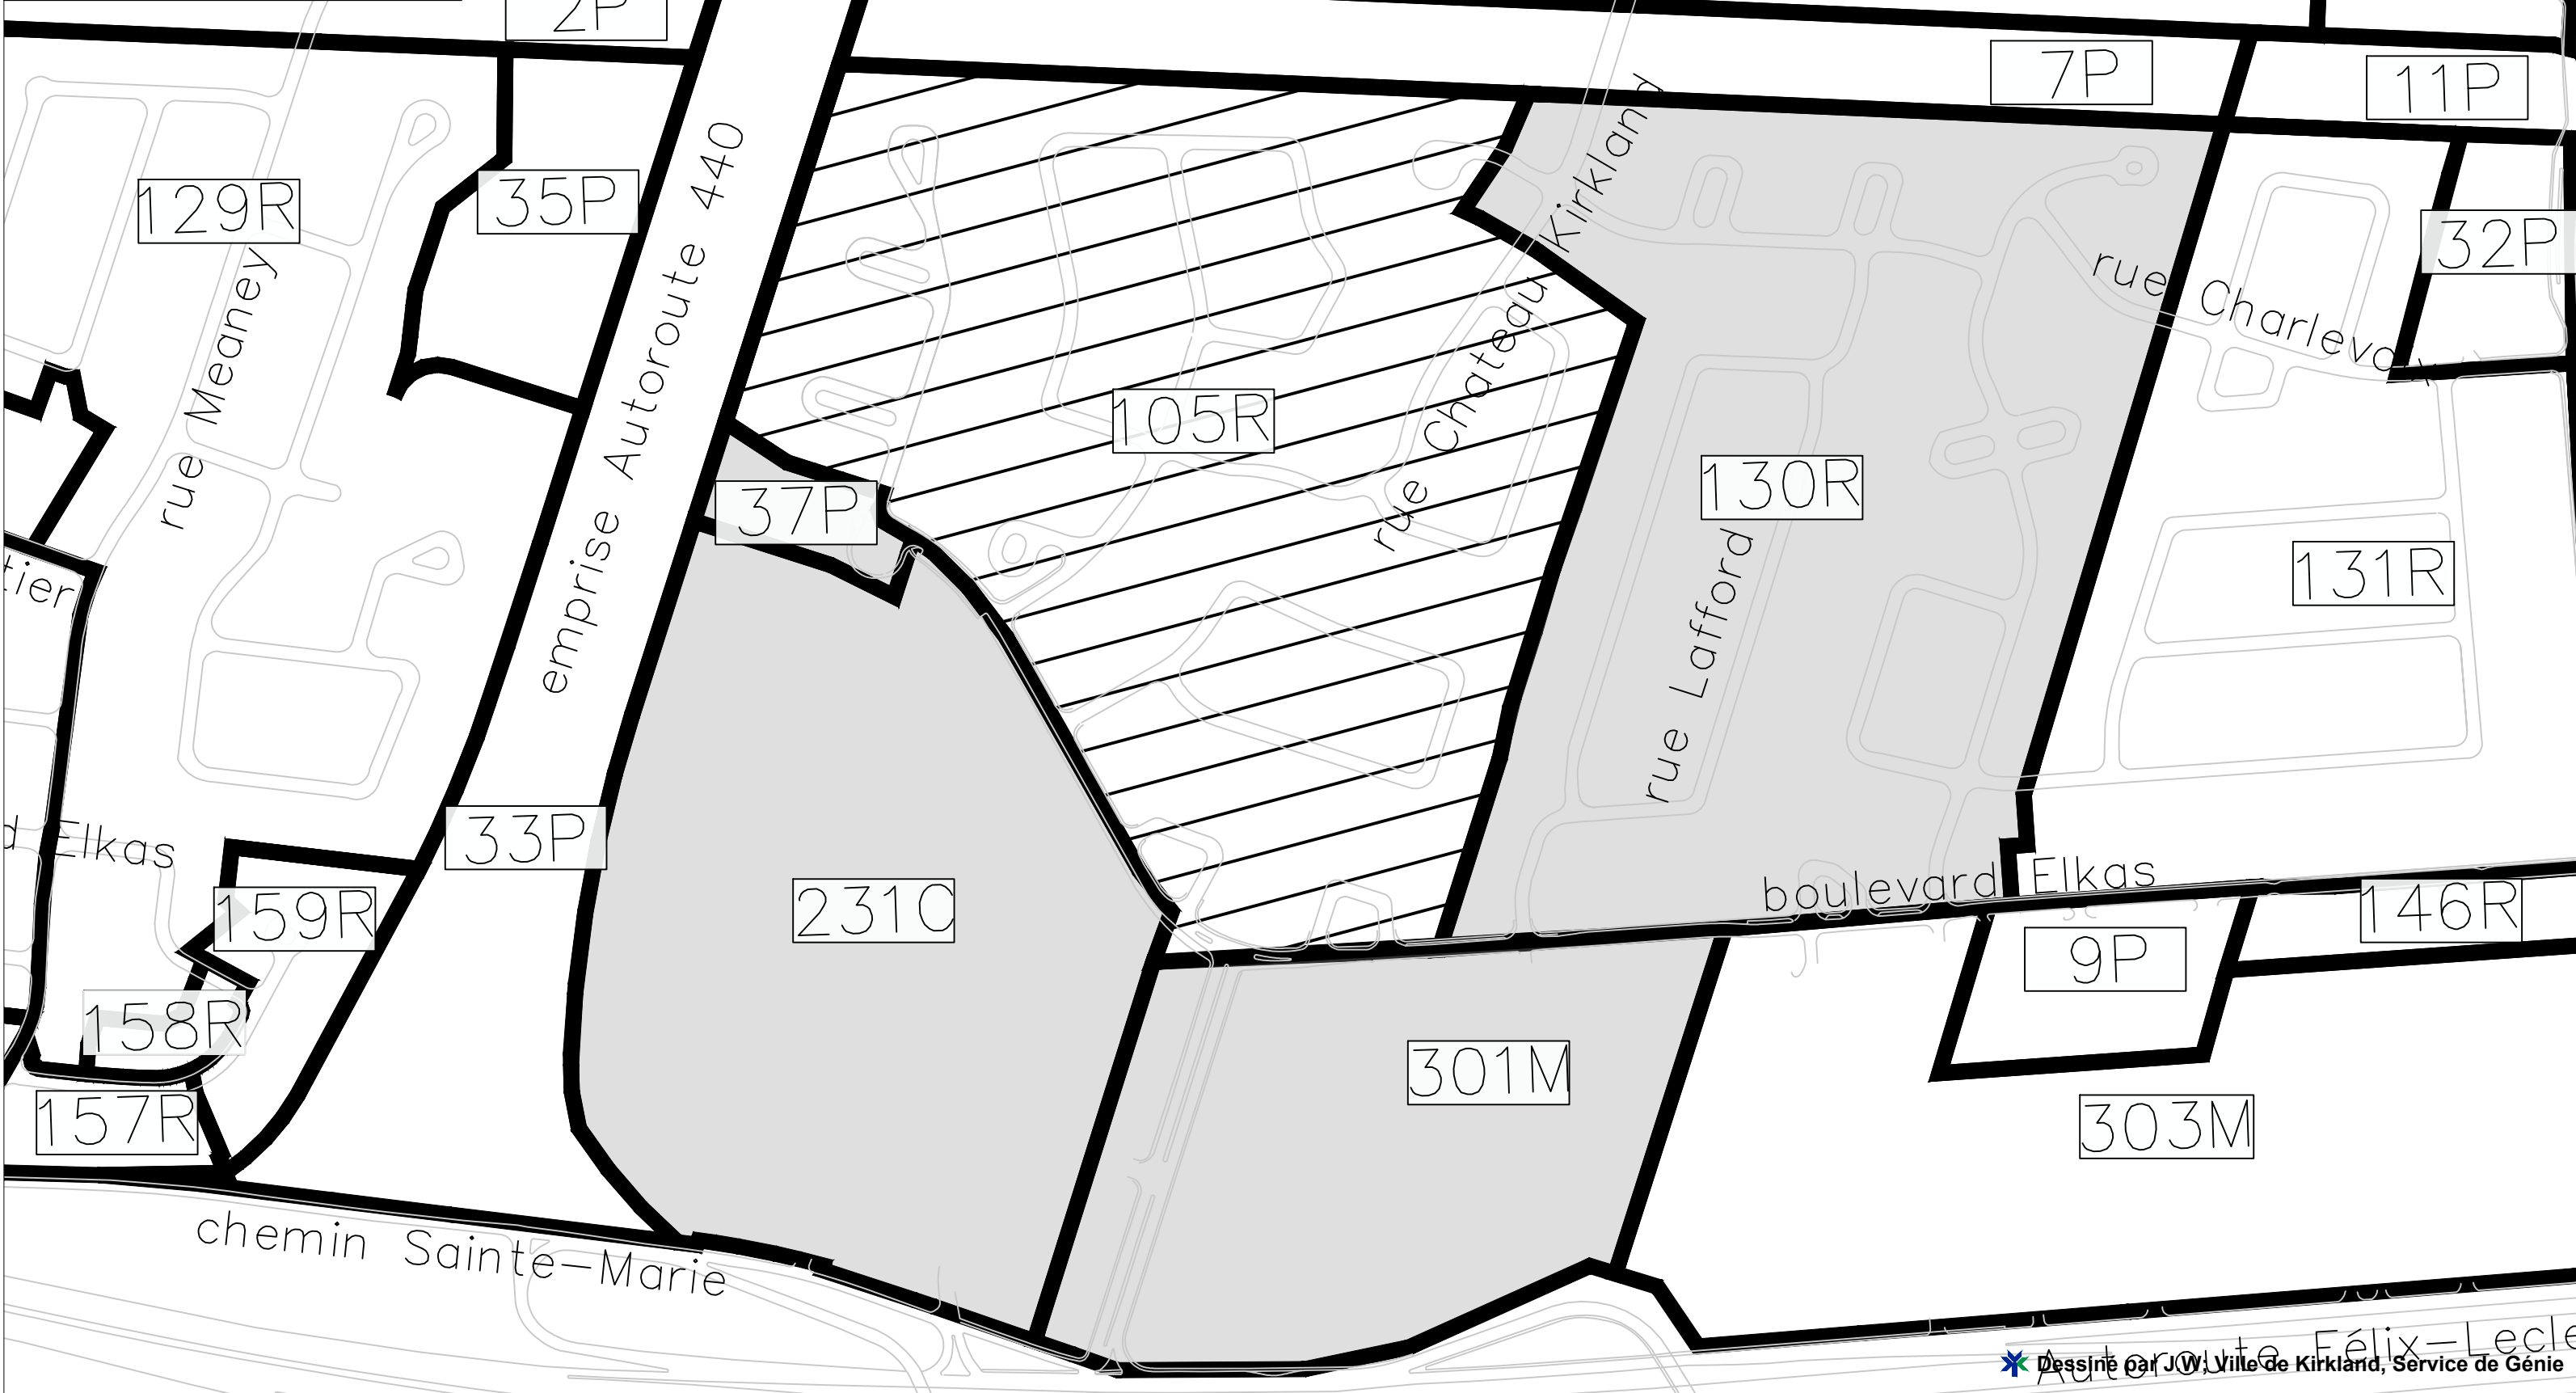 2P
7P
11P
129R
35P
32P
emprise Autoroute 440
rue Chateau Kirkland
rue Charlevoix
rue Meaney
105R
37P
130R
131R
rue Lafford
tier
33P
d Elkas
159R
231C
boulevard Elkas
146R
9P
158R
157R
301M
303M
chemin Sainte-Marie
Autoroute Félix-Lecle
Dessiné par J.W; Ville de Kirkland, Service de Génie